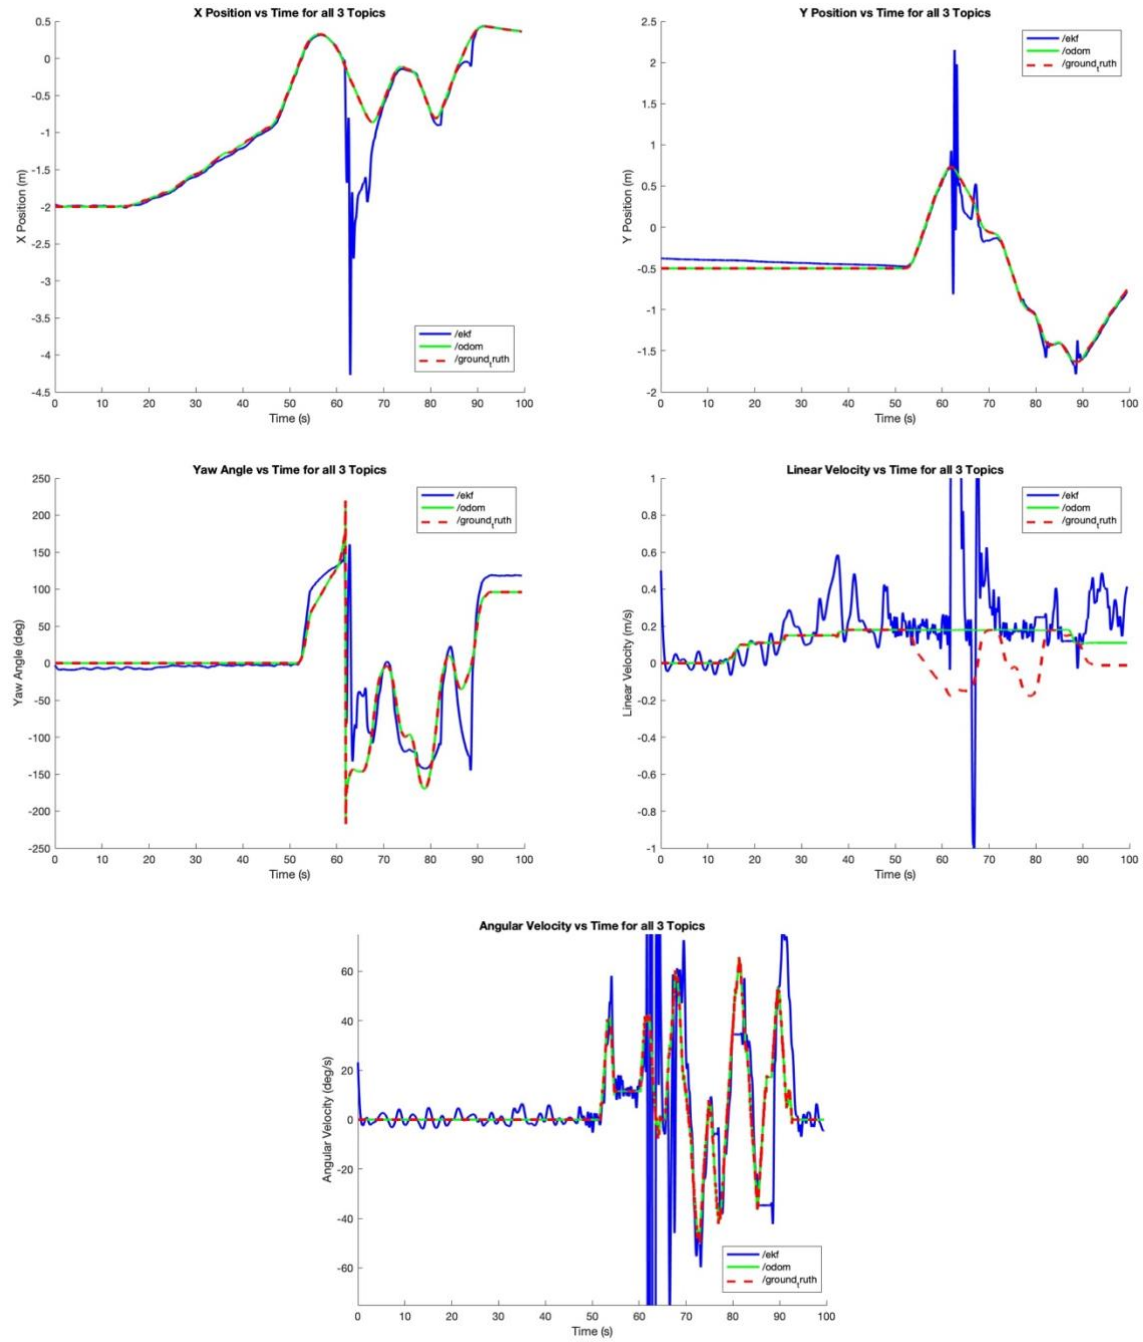 X Position vs Time for all 3 Topics
X Position (m)
0.5
0
-0.5
-1
-1.5
-2
-2.5
-3
-3.5
-4
-4.5
0 10 20 30 40 50 60 70 80 90 100
Time (s)
/ekf
/odom
/ground_truth
Y Position vs Time for all 3 Topics
Y Position (m)
2.5
2
1.5
1
0.5
0
-0.5
-1
-1.5
-2
0 10 20 30 40 50 60 70 80 90 100
Time (s)
/ekf
/odom
/ground_truth
Yaw Angle vs Time for all 3 Topics
Yaw Angle (deg)
250
200
150
100
50
0
-50
-100
-150
-200
-250
0 10 20 30 40 50 60 70 80 90 100
Time (s)
/ekf
/odom
/ground_truth
Linear Velocity vs Time for all 3 Topics
Linear Velocity (m/s)
1
0.8
0.6
0.4
0.2
0
-0.2
-0.4
-0.6
-0.8
-1
0 10 20 30 40 50 60 70 80 90 100
Time (s)
/ekf
/odom
/ground_truth
Angular Velocity vs Time for all 3 Topics
Angular Velocity (deg/s)
60
40
20
0
-20
-40
-60
0 10 20 30 40 50 60 70 80 90 100
Time (s)
/ekf
/odom
/ground_truth